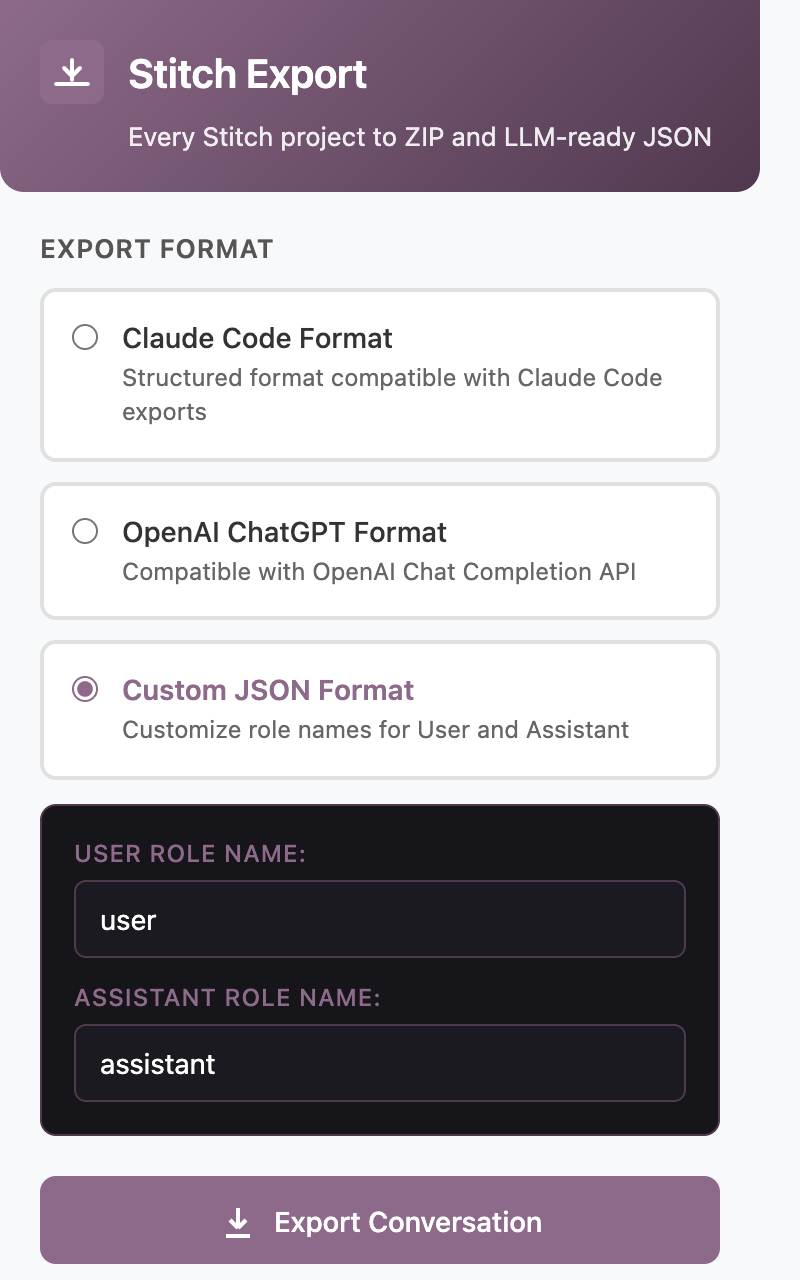 Stitch Export
Every Stitch project to ZIP and LLM-ready JSON
EXPORT FORMAT
Claude Code Format
Structured format compatible with Claude Code
exports
OpenAI ChatGPT Format
Compatible with OpenAI Chat Completion API
Custom JSON Format
Customize role names for User and Assistant
USER ROLE NAME:
user
ASSISTANT ROLE NAME:
assistant
Export Conversation